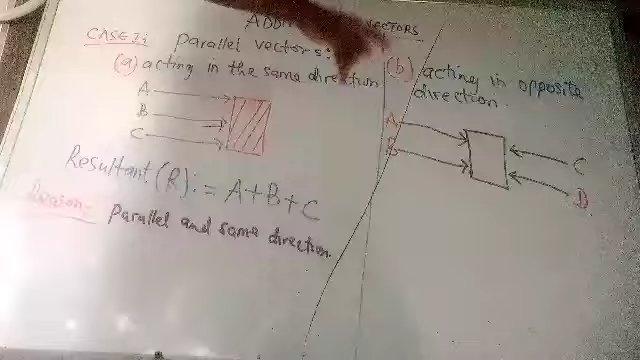 VECTORS
CASE 2:
parallel vectors:
(a) acting in the same direction
A
B
C
Resultant (R): = A+B+C
Reason: Parallel and same direction.
(b) acting in opposite
direction.
A
B
C
D